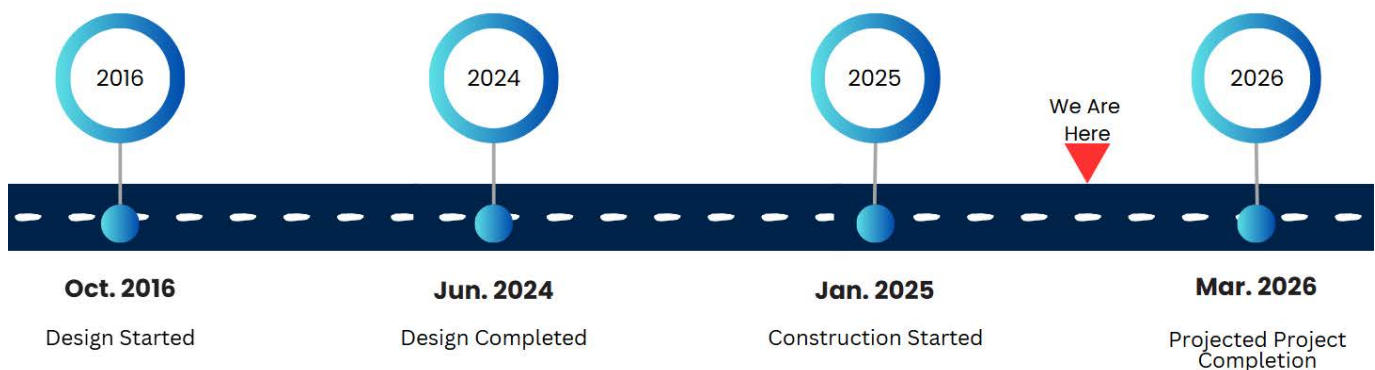 2016
2024
2025
2026
We Are
Here
Oct. 2016
Jun. 2024
Jan. 2025
Mar. 2026
Design Started
Design Completed
Construction Started
Projected Project
Completion